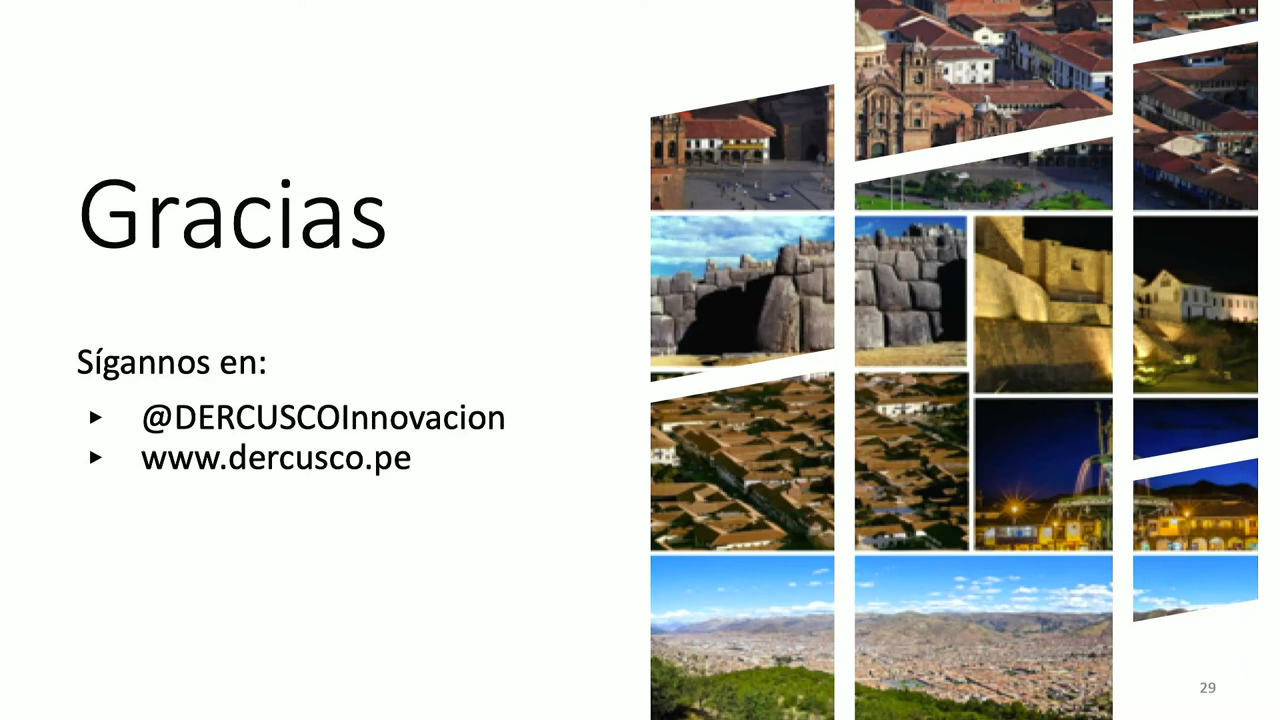 Gracias
Sígannos en:
▸ @DERCUSCOInnovacion
▸ www.dercusco.pe
29